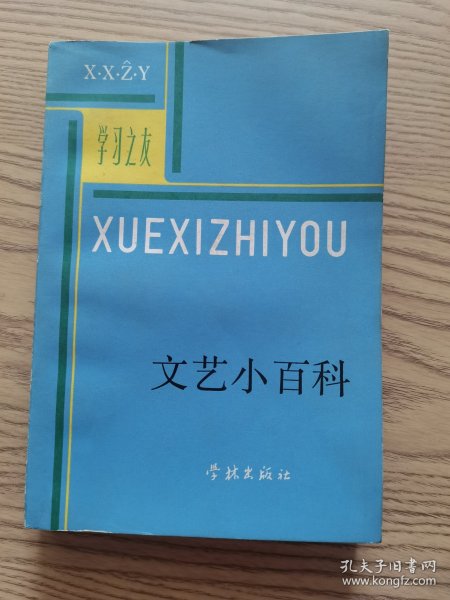 X·X·Ẑ·Y
学习之友
XUEXIZHIYOU
文艺小百科
学林出版社
孔夫子旧书网
www.kongfz.com